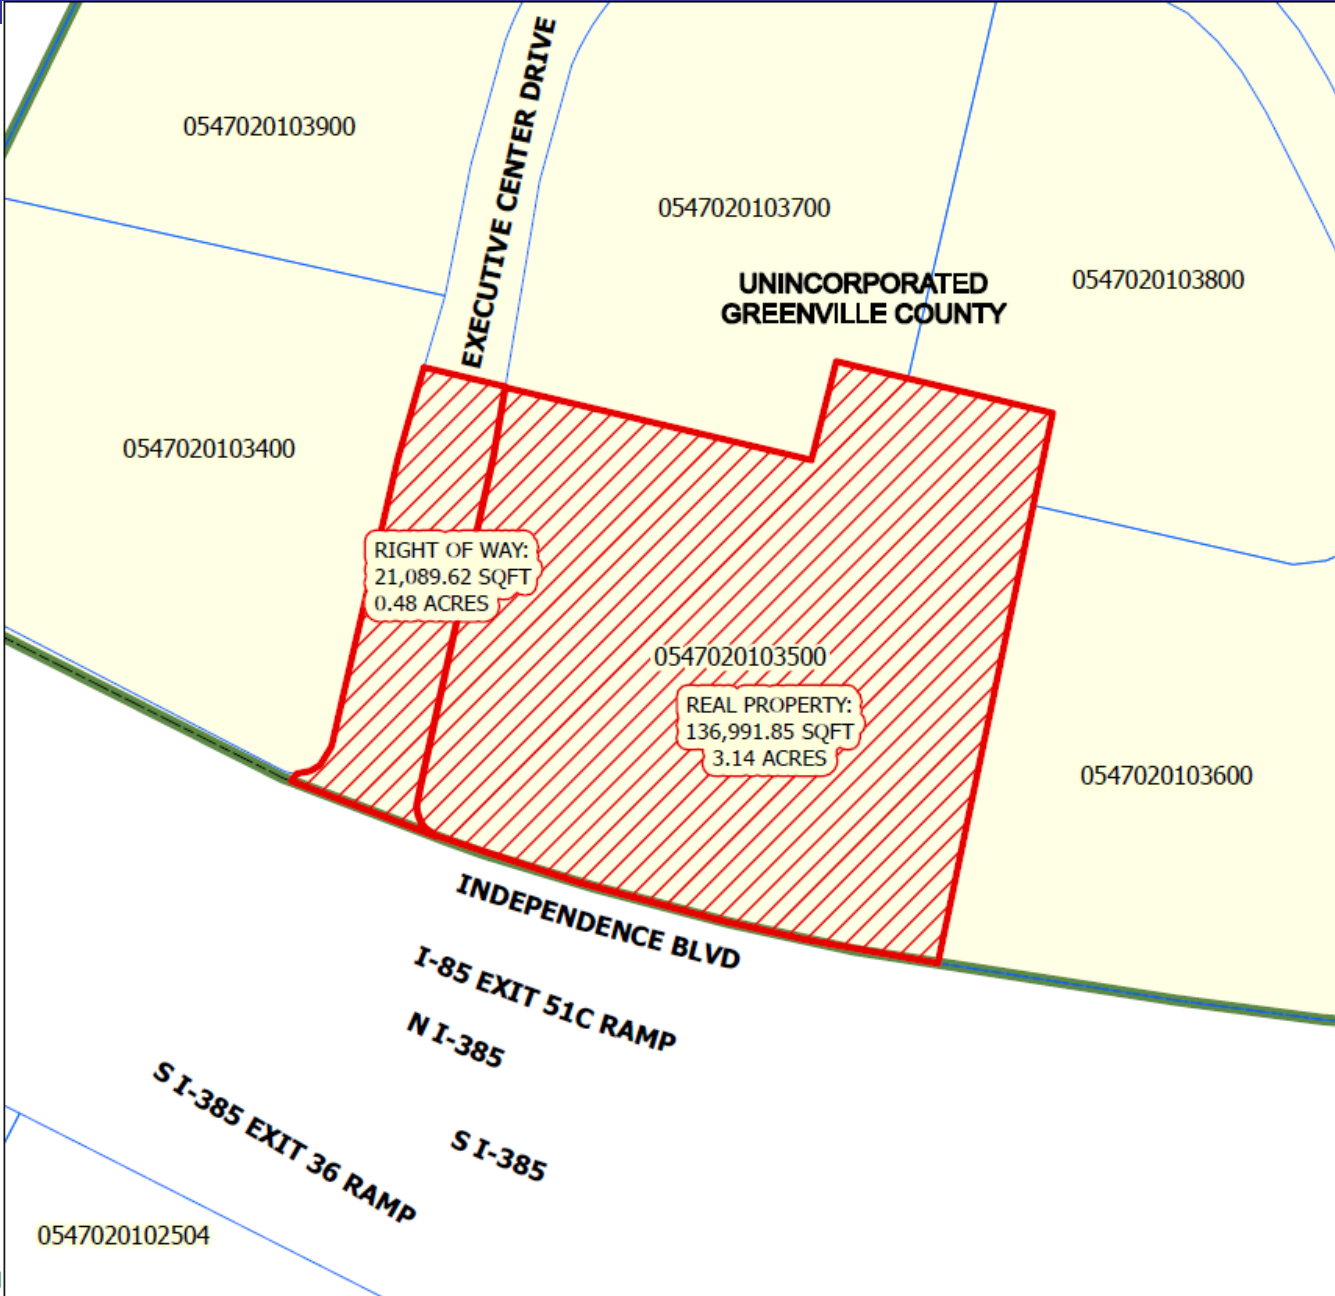 EXECUTIVE CENTER DRIVE
0547020103900
0547020103700
0547020103800
UNINCORPORATED
GREENVILLE COUNTY
0547020103400
RIGHT OF WAY:
21,089.62 SQFT
0.48 ACRES
0547020103500
REAL PROPERTY:
136,991.85 SQFT
3.14 ACRES
0547020103600
INDEPENDENCE BLVD
I-85 EXIT 51C RAMP
N I-385
S I-385 EXIT 36 RAMP
S I-385
0547020102504